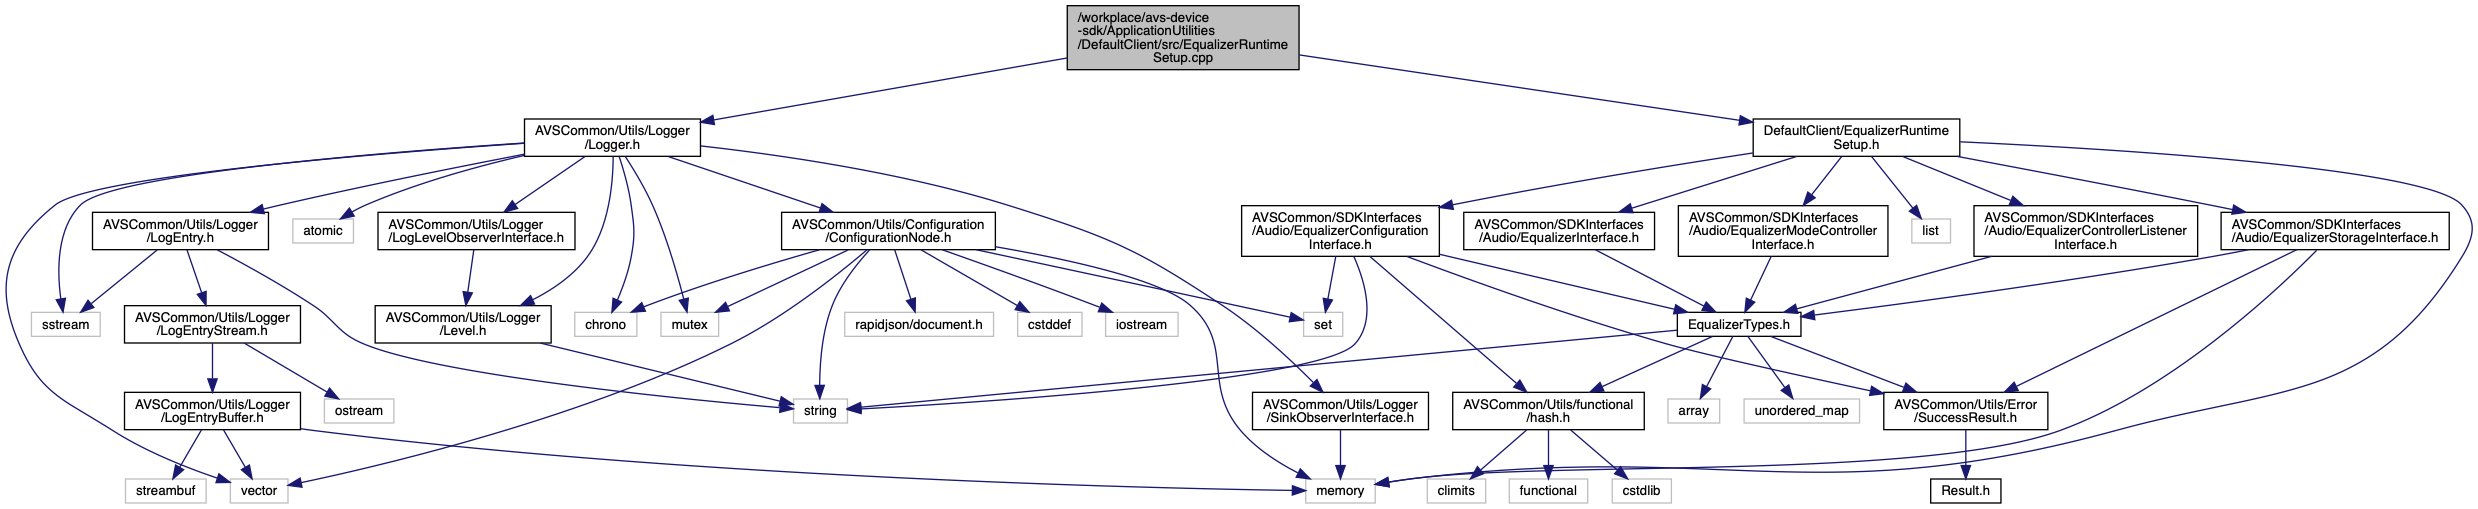 /workplace/avs-device
-sdk/ApplicationUtilities
/DefaultClient/src/EqualizerRuntime
Setup.cpp
AVSCommon/Utils/Logger
/Logger.h
DefaultClient/EqualizerRuntime
Setup.h
AVSCommon/Utils/Logger
/LogEntry.h
atomic
AVSCommon/Utils/Logger
/LogLevelObserverInterface.h
AVSCommon/Utils/Configuration
/ConfigurationNode.h
AVSCommon/SDKInterfaces
/Audio/EqualizerConfiguration
Interface.h
AVSCommon/SDKInterfaces
/Audio/EqualizerInterface.h
AVSCommon/SDKInterfaces
/Audio/EqualizerModeController
Interface.h
list
AVSCommon/SDKInterfaces
/Audio/EqualizerControllerListener
Interface.h
AVSCommon/SDKInterfaces
/Audio/EqualizerStorageInterface.h
sstream
AVSCommon/Utils/Logger
/LogEntryStream.h
AVSCommon/Utils/Logger
/Level.h
chrono
mutex
rapidjson/document.h
cstddef
iostream
set
EqualizerTypes.h
AVSCommon/Utils/Logger
/LogEntryBuffer.h
ostream
string
AVSCommon/Utils/Logger
/SinkObserverInterface.h
AVSCommon/Utils/functional
/hash.h
array
unordered_map
AVSCommon/Utils/Error
/SuccessResult.h
streambuf
vector
memory
climits
functional
cstdlib
Result.h